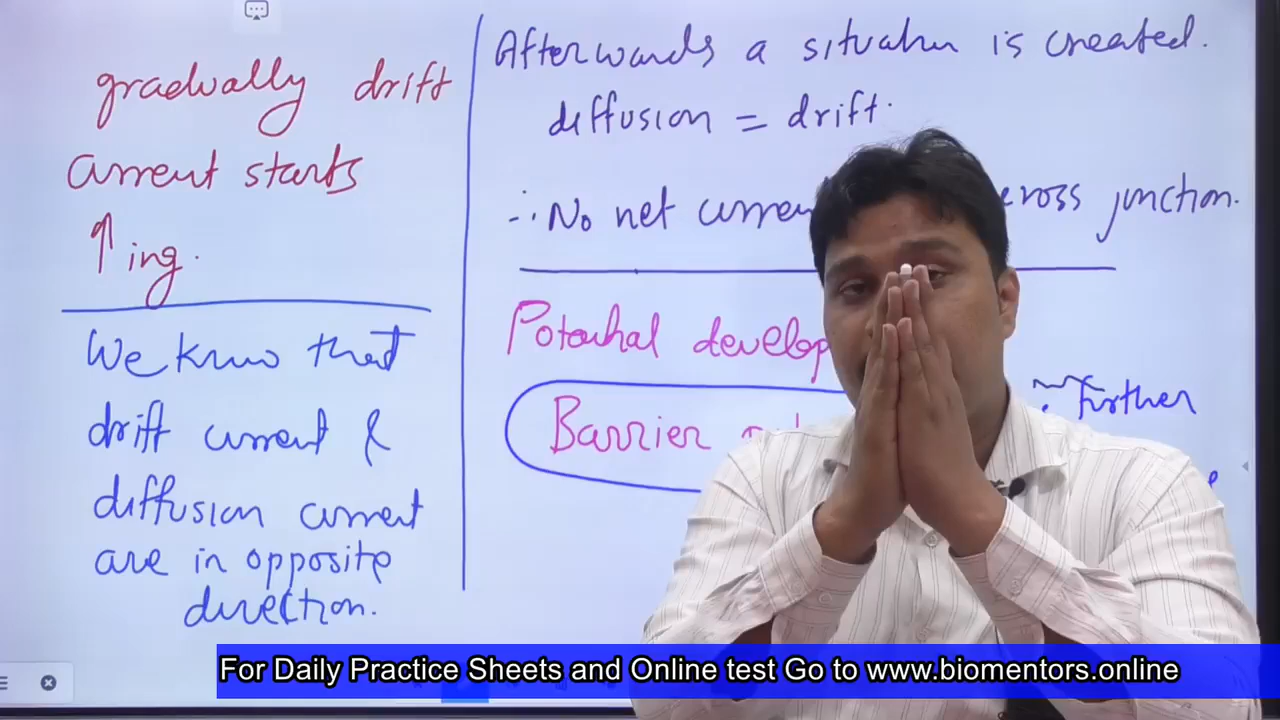 gradually drift
current starts
↑ing.
We know that
drift current &
diffusion current
are in opposite
direction.
Afterwards a situation is created.
diffusion = drift.
∴ No net current across junction.
Potential develop
further
Barrier
For Daily Practice Sheets and Online test Go to www.biomentors.online